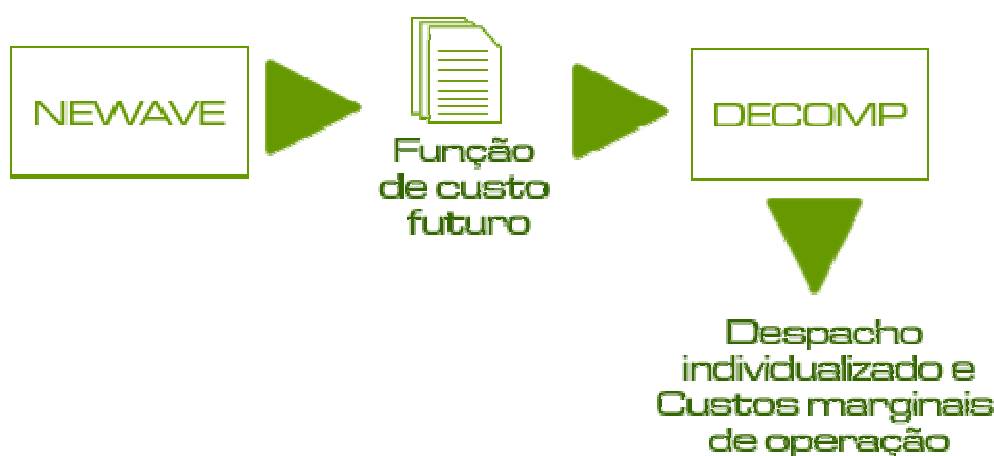 NEWAVE
Função
de custo
futuro
DECOMP
Despacho
individualizado e
Custos marginais
de operação